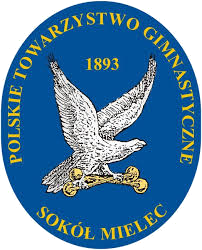 POLSKIE TOWARZYSTWO GIMNASTYCZNE
1893
SOKÓŁ MIELEC